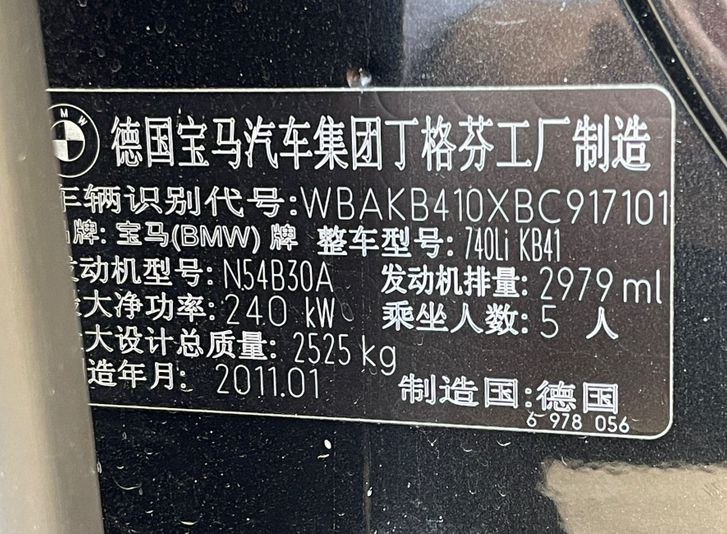 BMW
德国宝马汽车集团丁格芬工厂制造
车辆识别代号:WBAKB410XBC917101
牌:宝马(BMW)牌 整车型号:740Li KB41
发动机型号:N54B30A 发动机排量:2979ml
大净功率:240 kW 乘坐人数:5 人
大设计总质量:2525kg
造年月:2011.01 制造国:德国
6 978 056